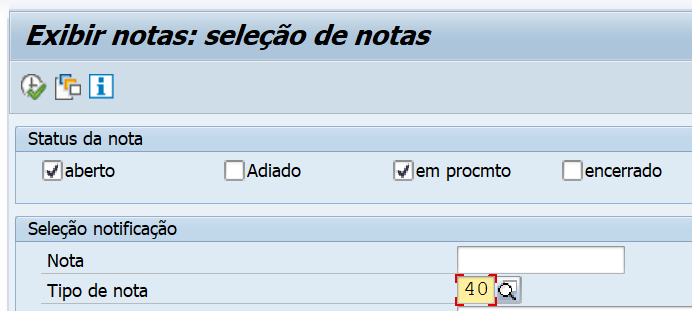 Exibir notas: seleção de notas
Status da nota
aberto Adiado em procmto encerrado
Seleção notificação
Nota
Tipo de nota 40